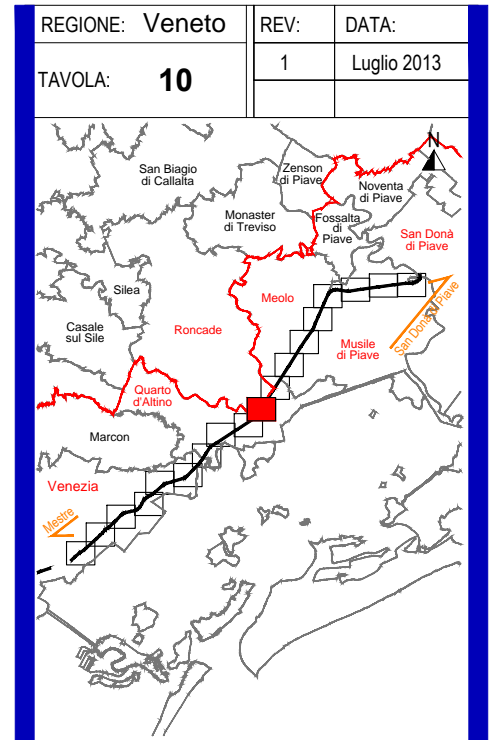 REGIONE: Veneto
REV:
DATA:
TAVOLA: 10
1
Luglio 2013
N
San Biagio
di Callalta
Zenson
di Piave
Noventa
di Piave
Monaster
di Treviso
Fossalta
di
Piave
San Donà
di Piave
Silea
Meolo
Casale
sul Sile
Roncade
Musile
di Piave
San Donà di Piave
Quarto
d'Altino
Marcon
Venezia
Mestre